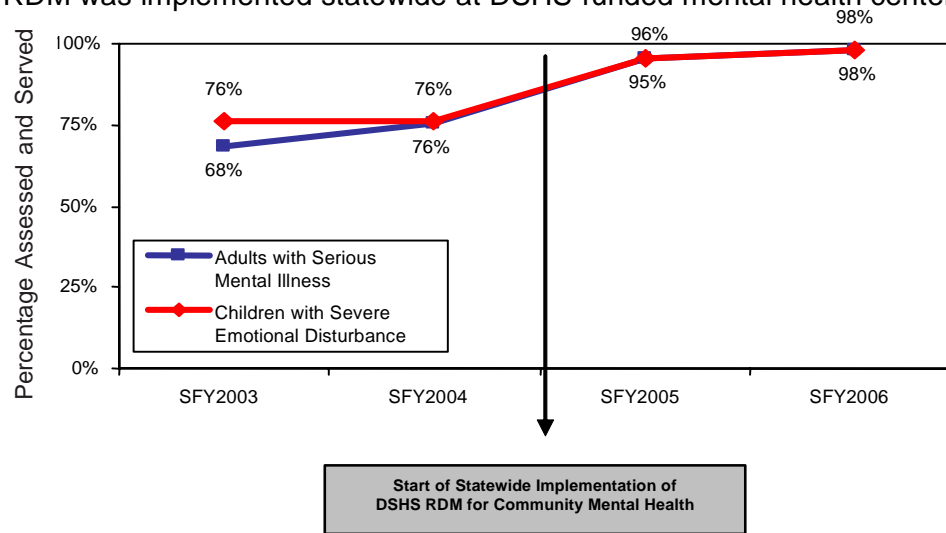 RDM was implemented statewide at DSHS funded mental health center
98%
100%
96%
76%
76%
95%
98%
75%
68%
76%
50%
Adults with Serious
Mental Illness
25%
Children with Severe
Emotional Disturbance
0%
Percentage Assessed and Served
SFY2003
SFY2004
SFY2005
SFY2006
Start of Statewide Implementation of
DSHS RDM for Community Mental Health